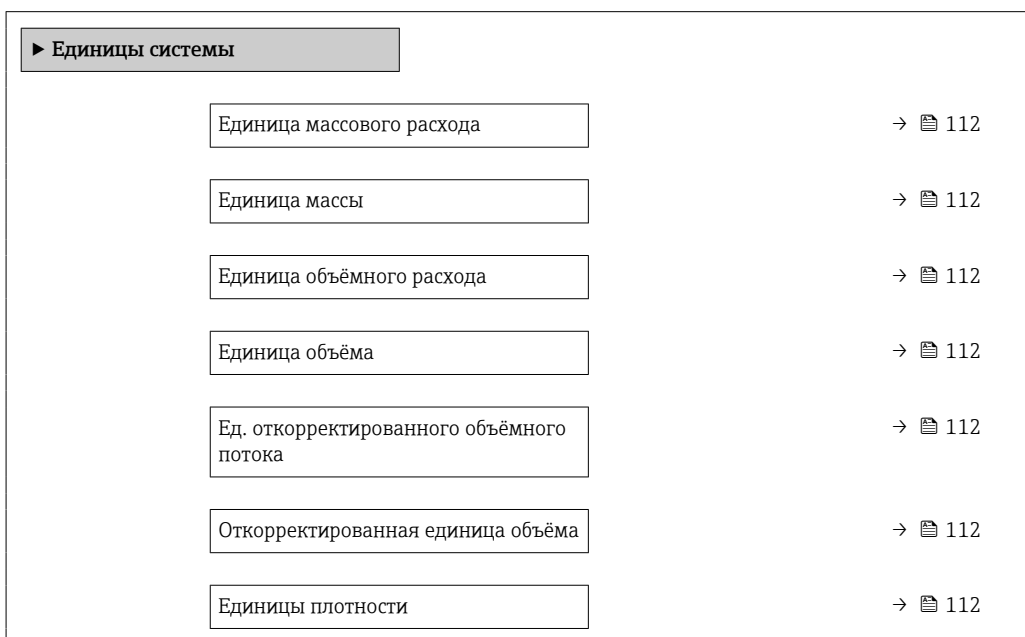 ► Единицы системы
Единица массового расхода → 112
Единица массы → 112
Единица объёмного расхода → 112
Единица объёма → 112
Ед. откорректированного объёмного → 112
потока
Откорректированная единица объёма → 112
Единицы плотности → 112